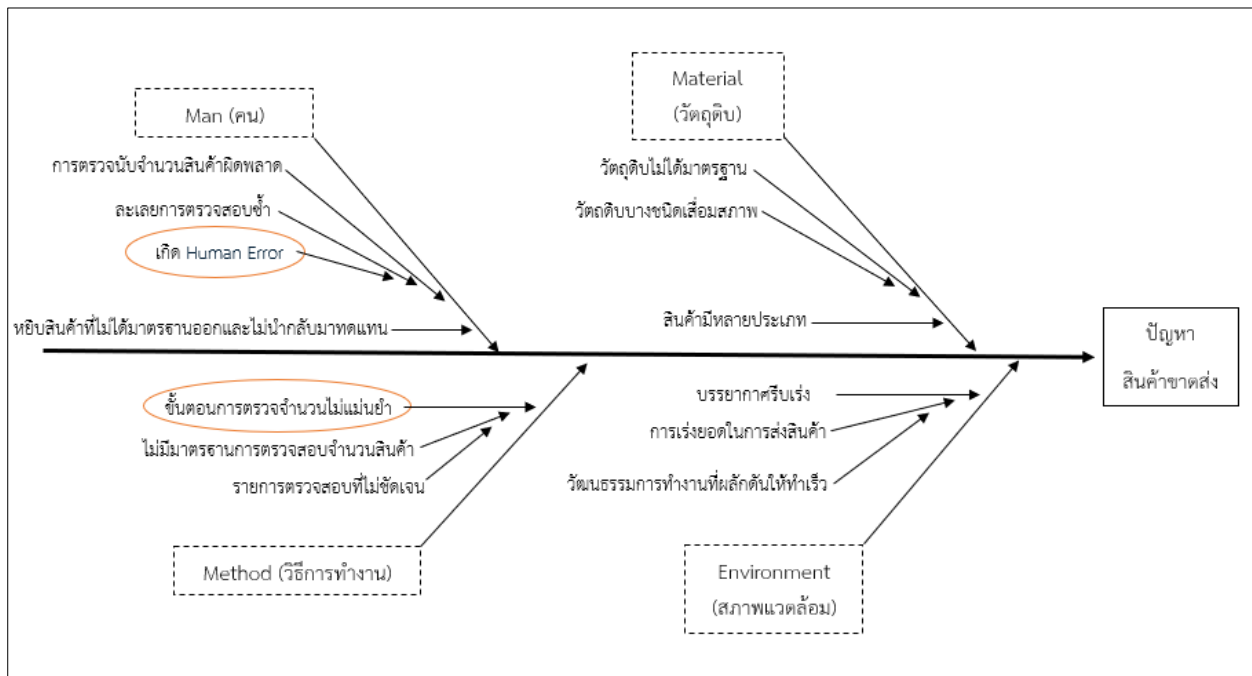 Man (คน)
การตรวจนับจำนวนสินค้าผิดพลาด
ละเลยการตรวจสอบซ้ำ
เกิด Human Error
หยิบสินค้าที่ไม่ได้มาตรฐานออกและไม่นำกลับมาทดแทน
Material
(วัตถุดิบ)
วัตถุดิบไม่ได้มาตรฐาน
วัตถดิบบางชนิดเสื่อมสภาพ
สินค้ามีหลายประเภท
ปัญหา
สินค้าขาดส่ง
ขั้นตอนการตรวจจำนวนไม่แม่นยำ
ไม่มีมาตรฐานการตรวจสอบจำนวนสินค้า
รายการตรวจสอบที่ไม่ชัดเจน
Method (วิธีการทำงาน)
บรรยากาศรีบเร่ง
การเร่งยอดในการส่งสินค้า
วัฒนธรรมการทำงานที่ผลักดันให้ทำเร็ว
Environment
(สภาพแวดล้อม)